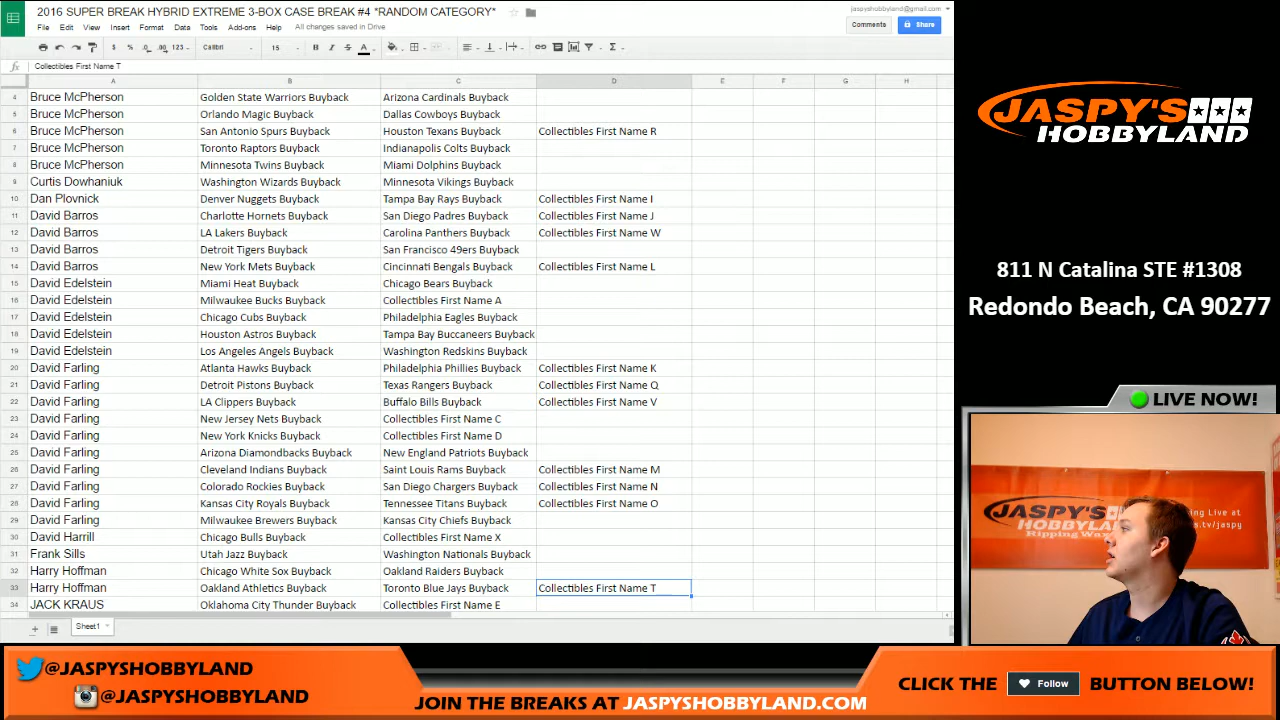 2016 SUPER BREAK HYBRID EXTREME 3-BOX CASE BREAK #4 *RANDOM CATEGORY*
jaspyshobbyland@gmail.com
File Edit View Insert Format Data Tools Add-ons Help All changes saved in Drive
Comments Share
$ % .0 .00 123 Calibri 15 B I S A
fx Collectibles First Name T
A B C D E F G H
4 Bruce McPherson Golden State Warriors Buyback Arizona Cardinals Buyback
5 Bruce McPherson Orlando Magic Buyback Dallas Cowboys Buyback
6 Bruce McPherson San Antonio Spurs Buyback Houston Texans Buyback Collectibles First Name R
7 Bruce McPherson Toronto Raptors Buyback Indianapolis Colts Buyback
8 Bruce McPherson Minnesota Twins Buyback Miami Dolphins Buyback
9 Curtis Dowhaniuk Washington Wizards Buyback Minnesota Vikings Buyback
10 Dan Plovnick Denver Nuggets Buyback Tampa Bay Rays Buyback Collectibles First Name I
11 David Barros Charlotte Hornets Buyback San Diego Padres Buyback Collectibles First Name J
12 David Barros LA Lakers Buyback Carolina Panthers Buyback Collectibles First Name W
13 David Barros Detroit Tigers Buyback San Francisco 49ers Buyback
14 David Barros New York Mets Buyback Cincinnati Bengals Buyback Collectibles First Name L
15 David Edelstein Miami Heat Buyback Chicago Bears Buyback
16 David Edelstein Milwaukee Bucks Buyback Collectibles First Name A
17 David Edelstein Chicago Cubs Buyback Philadelphia Eagles Buyback
18 David Edelstein Houston Astros Buyback Tampa Bay Buccaneers Buyback
19 David Edelstein Los Angeles Angels Buyback Washington Redskins Buyback
20 David Farling Atlanta Hawks Buyback Philadelphia Phillies Buyback Collectibles First Name K
21 David Farling Detroit Pistons Buyback Texas Rangers Buyback Collectibles First Name Q
22 David Farling LA Clippers Buyback Buffalo Bills Buyback Collectibles First Name V
23 David Farling New Jersey Nets Buyback Collectibles First Name C
24 David Farling New York Knicks Buyback Collectibles First Name D
25 David Farling Arizona Diamondbacks Buyback New England Patriots Buyback
26 David Farling Cleveland Indians Buyback Saint Louis Rams Buyback Collectibles First Name M
27 David Farling Colorado Rockies Buyback San Diego Chargers Buyback Collectibles First Name N
28 David Farling Kansas City Royals Buyback Tennessee Titans Buyback Collectibles First Name O
29 David Farling Milwaukee Brewers Buyback Kansas City Chiefs Buyback
30 David Harrill Chicago Bulls Buyback Collectibles First Name X
31 Frank Sills Utah Jazz Buyback Washington Nationals Buyback
32 Harry Hoffman Chicago White Sox Buyback Oakland Raiders Buyback
33 Harry Hoffman Oakland Athletics Buyback Toronto Blue Jays Buyback Collectibles First Name T
34 JACK KRAUS Oklahoma City Thunder Buyback Collectibles First Name E
Sheet1
JASPY'S
HOBBYLAND
811 N Catalina STE #1308
Redondo Beach, CA 90277
LIVE NOW!
JASPY'S
HOBBYLAND
Ripping Wax
ping Live at
s.tv/jaspy
@JASPYSHOBBYLAND
@JASPYSHOBBYLAND
JOIN THE BREAKS AT JASPYSHOBBYLAND.COM
CLICK THE Follow BUTTON BELOW!